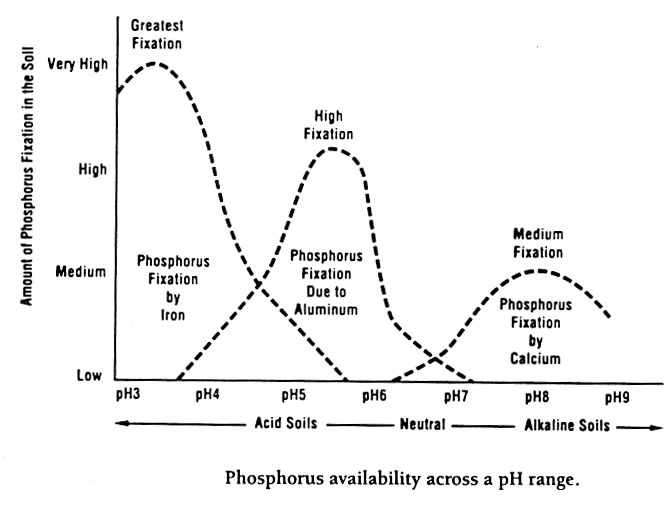 Greatest
Fixation
Amount of Phosphorus Fixation in the Soil
Very High
High
Medium
Low
High
Fixation
Medium
Fixation
Phosphorus
Fixation
by
Iron
Phosphorus
Fixation
Due to
Aluminum
Phosphorus
Fixation
by
Calcium
pH3 pH4 pH5 pH6 pH7 pH8 pH9
Acid Soils Neutral Alkaline Soils
Phosphorus availability across a pH range.